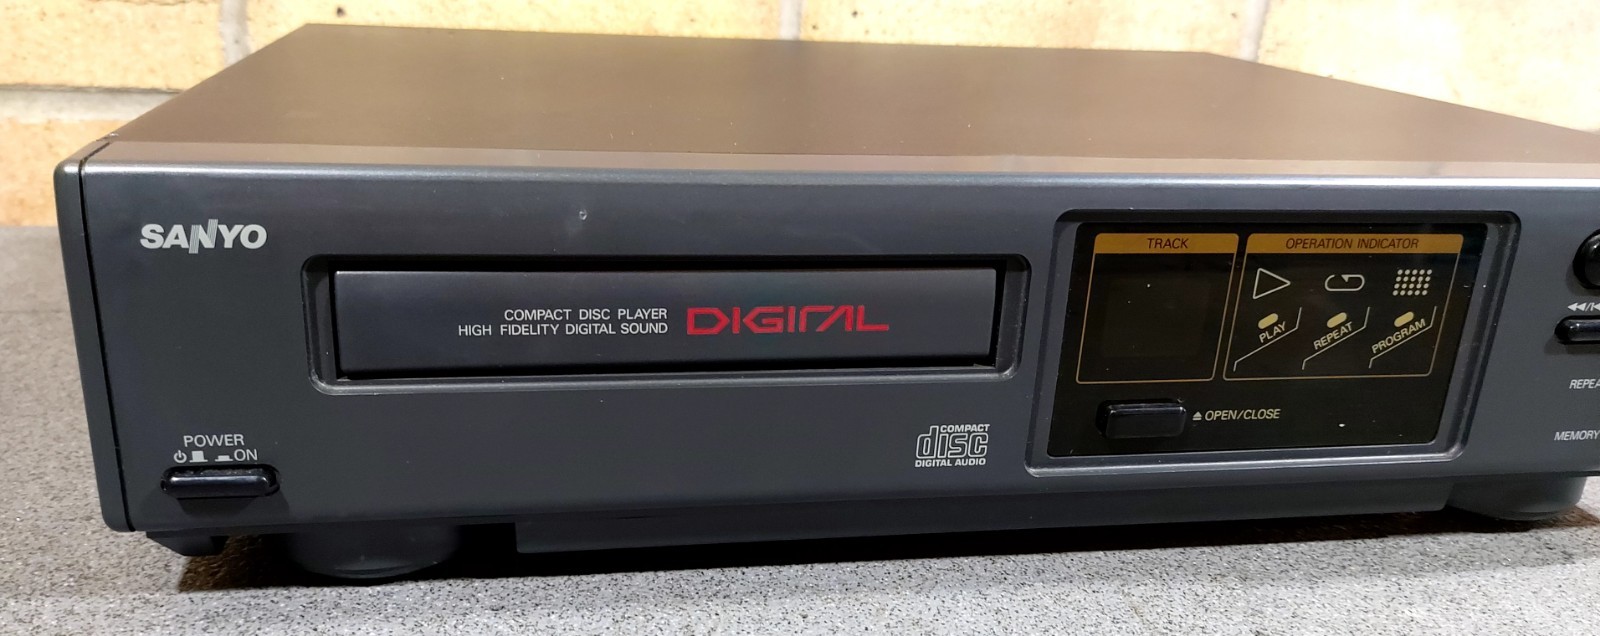 SANYO
COMPACT DISC PLAYER
HIGH FIDELITY DIGITAL SOUND
DIGITAL
TRACK
OPERATION INDICATOR
PLAY
REPEAT
PROGRAM
OPEN/CLOSE
POWER
ON
COMPACT
disc
DIGITAL AUDIO
MEMORY